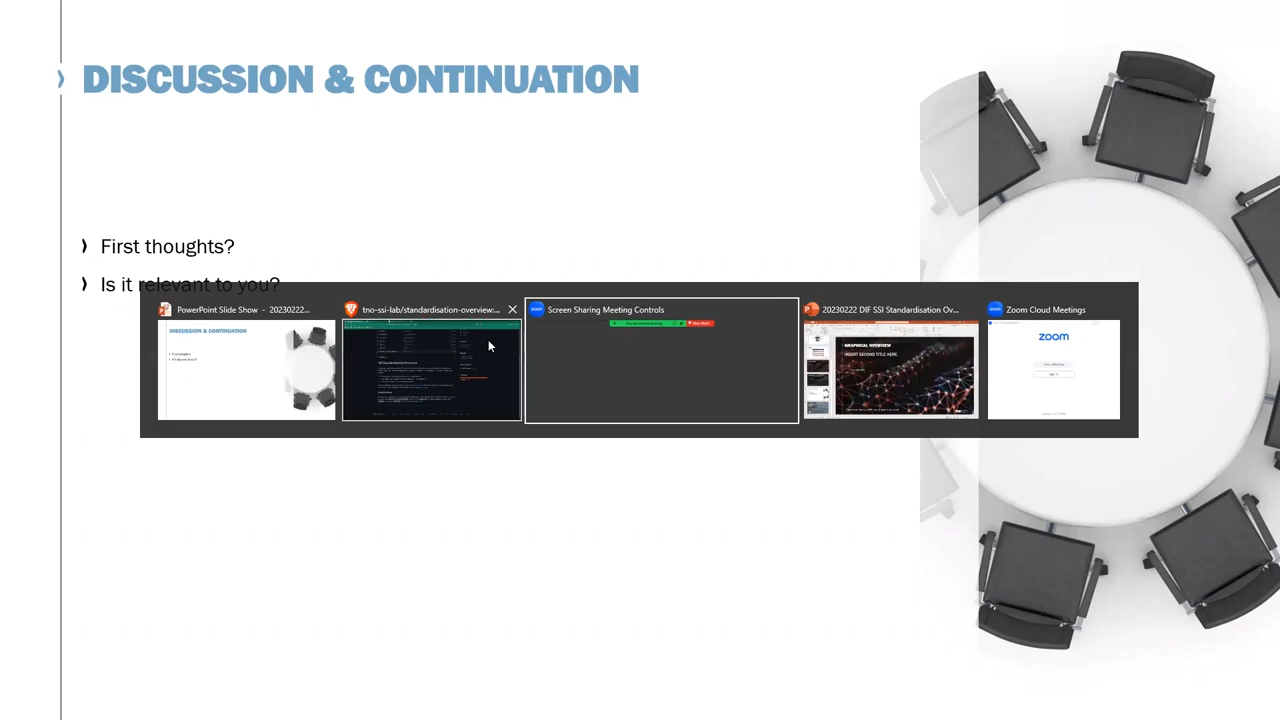 DISCUSSION & CONTINUATION
First thoughts?
Is it relevant to you?
PowerPoint Slide Show - 20230222...
tno-ssi-lab/standardisation-overview:...
Screen Sharing Meeting Controls
20230222 DIF SSI Standardisation Ov...
Zoom Cloud Meetings
DISCUSSION & CONTINUATION
GRAPHICAL OVERVIEW
INSERT SECOND TITLE HERE
zoom